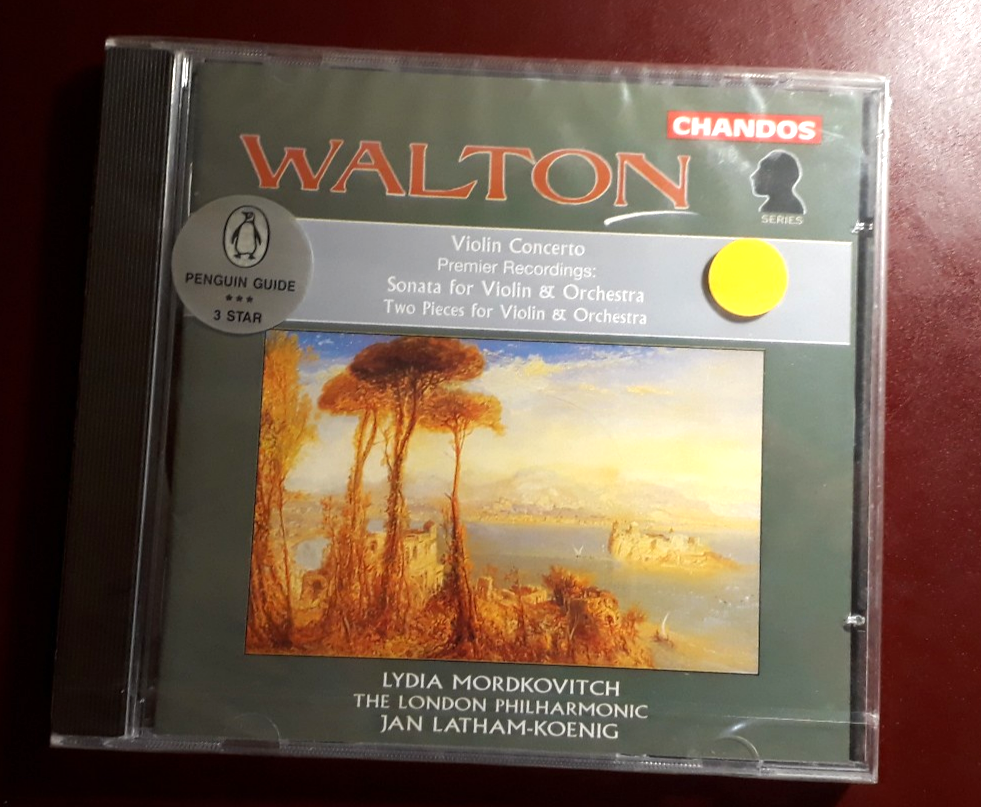 CHANDOS
WALTON
SERIES
PENGUIN GUIDE
***
3 STAR
Violin Concerto
Premier Recordings:
Sonata for Violin & Orchestra
Two Pieces for Violin & Orchestra
LYDIA MORDKOVITCH
THE LONDON PHILHARMONIC
JAN LATHAM-KOENIG